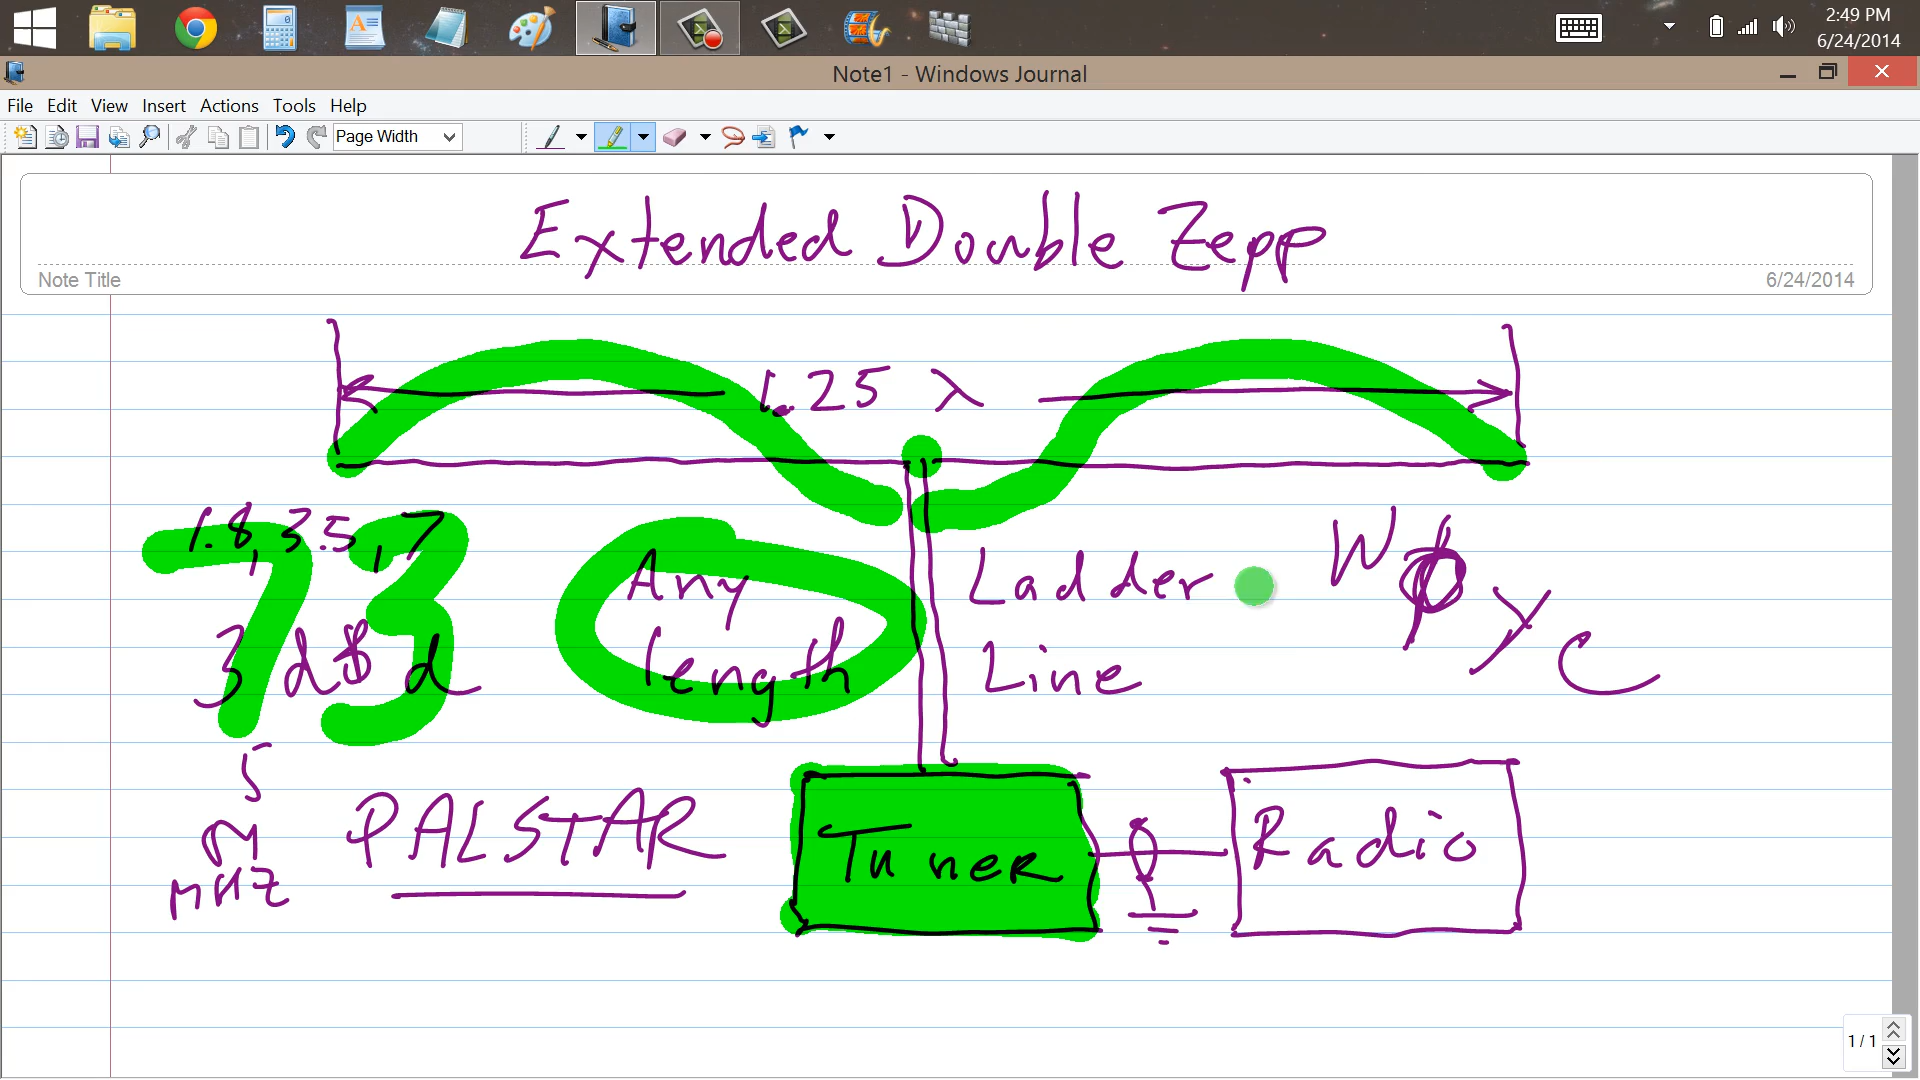 2:49 PM
6/24/2014
Note1 - Windows Journal
File Edit View Insert Actions Tools Help
Page Width
Extended Double Zepp
Note Title 6/24/2014
1.25 λ
1.8, 3.5, 7
73
Any Ladder WØYC
length Line
3 dBd
5
MHZ PALSTAR Tuner Radio
1 / 1